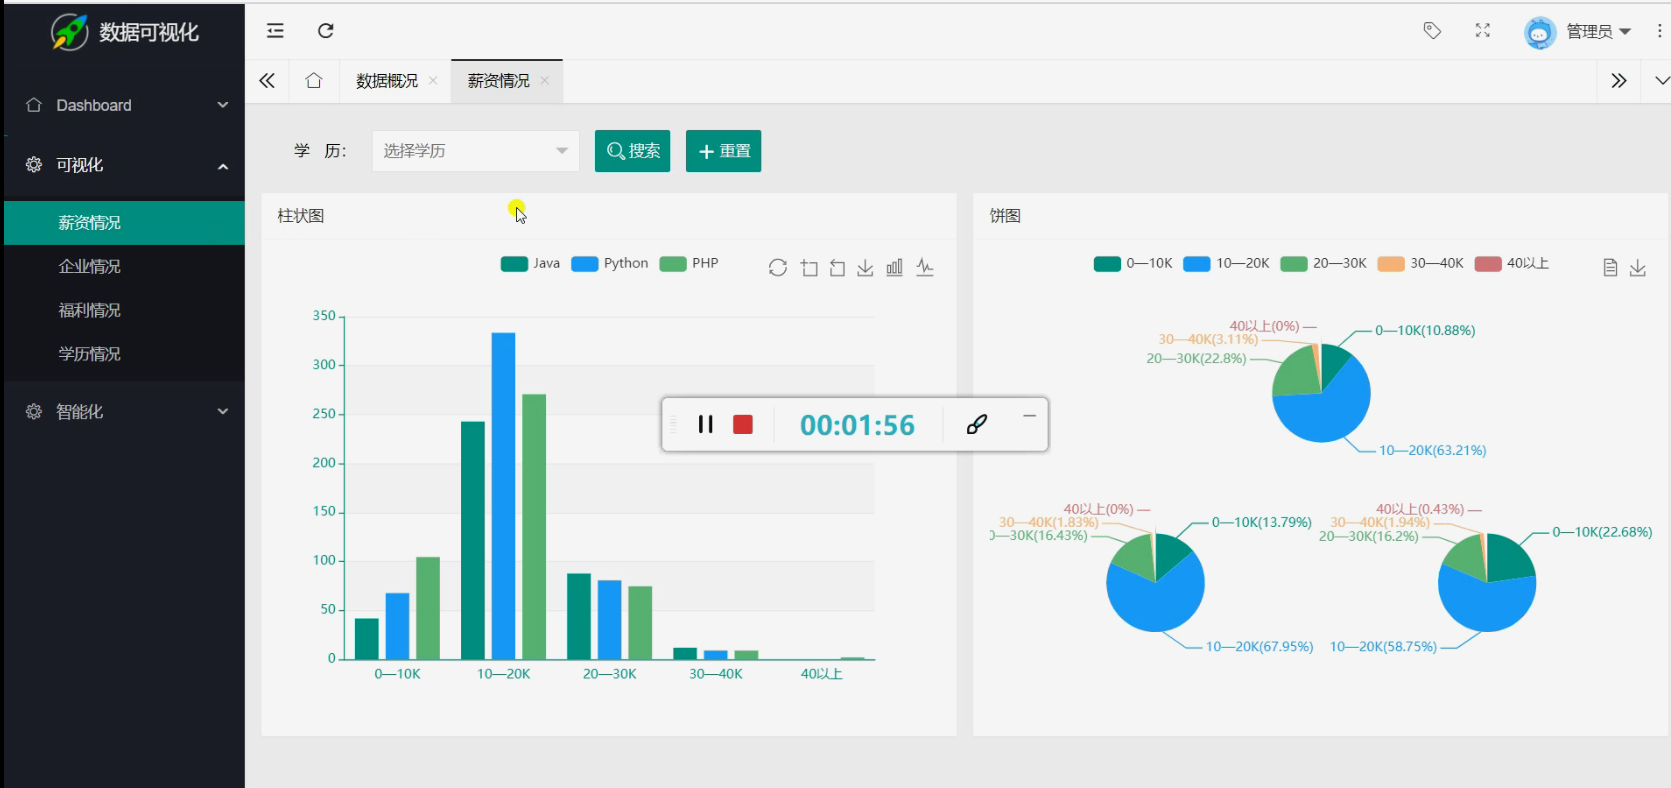 数据可视化
管理员
数据概况
薪资情况
Dashboard
可视化
薪资情况
企业情况
福利情况
学历情况
智能化
学 历：
选择学历
搜索
重置
柱状图
Java Python PHP
350
300
250
200
150
100
50
0
0—10K 10—20K 20—30K 30—40K 40以上
00:01:56
饼图
0—10K 10—20K 20—30K 30—40K 40以上
40以上(0%)
0—10K(10.88%)
30—40K(3.11%)
20—30K(22.8%)
10—20K(63.21%)
40以上(0%)
30—40K(1.83%)
0—10K(13.79%)
0—30K(16.43%)
10—20K(67.95%)
40以上(0.43%)
30—40K(1.94%)
0—10K(22.68%)
20—30K(16.2%)
10—20K(58.75%)